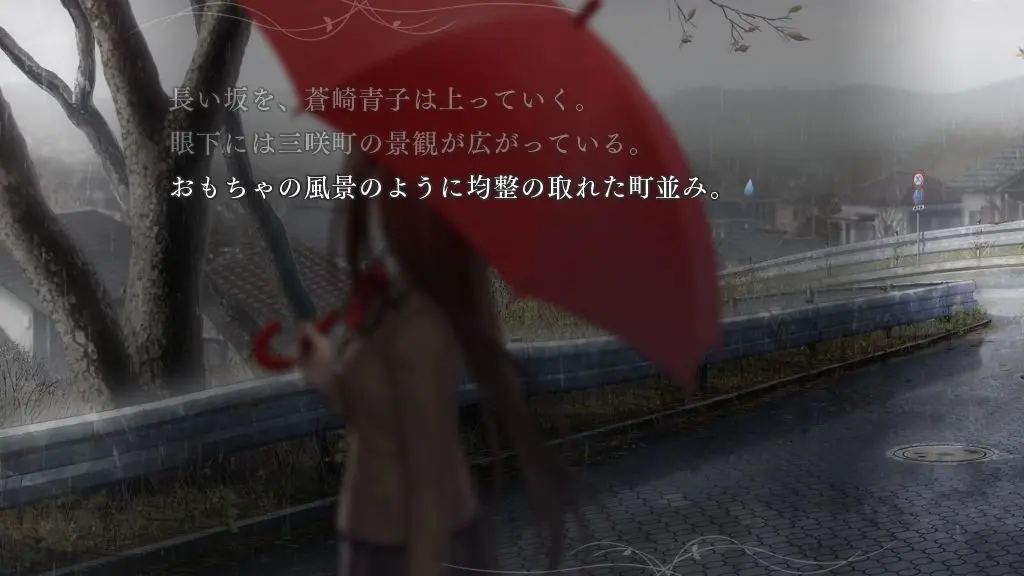 長い坂を、蒼崎青子は上っていく。
眼下には三咲町の景観が広がっている。
おもちゃの風景のように均整の取れた町並み。